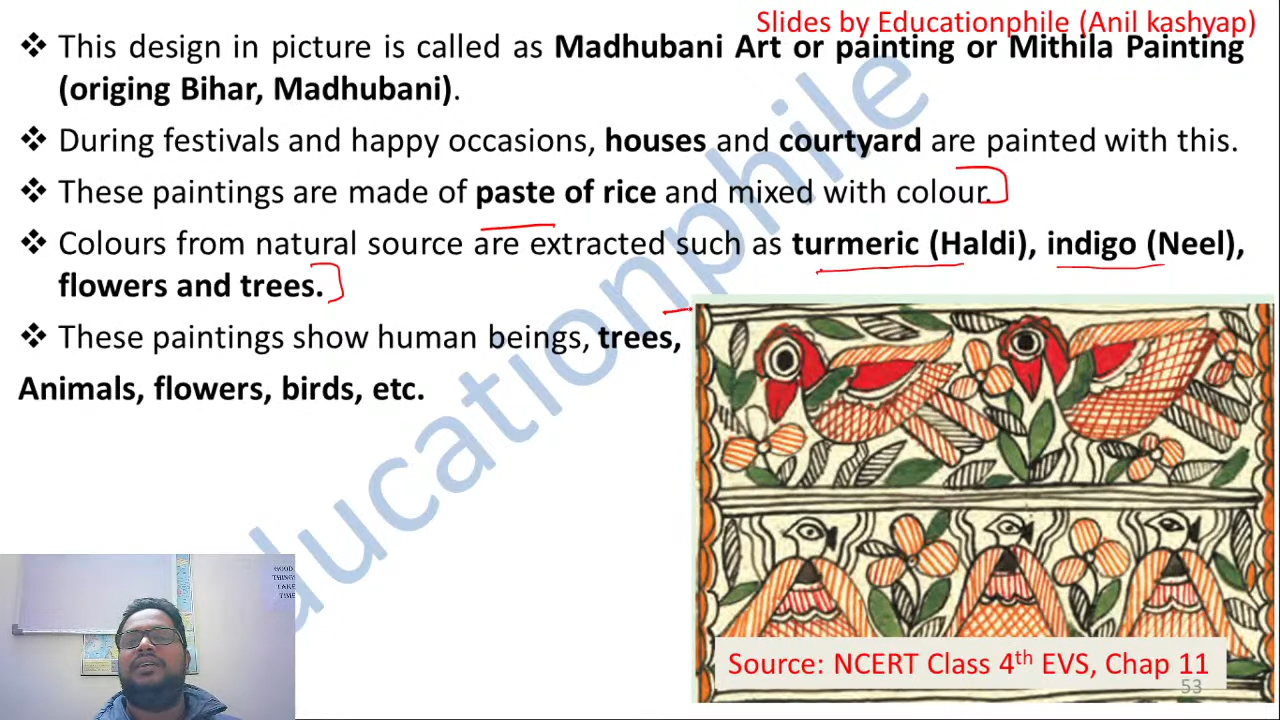 Slides by Educationphile (Anil kashyap)
❖ This design in picture is called as Madhubani Art or painting or Mithila Painting
(origing Bihar, Madhubani).
❖ During festivals and happy occasions, houses and courtyard are painted with this.
❖ These paintings are made of paste of rice and mixed with colour.
❖ Colours from natural source are extracted such as turmeric (Haldi), indigo (Neel),
flowers and trees.
❖ These paintings show human beings, trees,
Animals, flowers, birds, etc.
Educationphile
GOOD
THINGS
TAKE
TIME
Source: NCERT Class 4th EVS, Chap 11
53